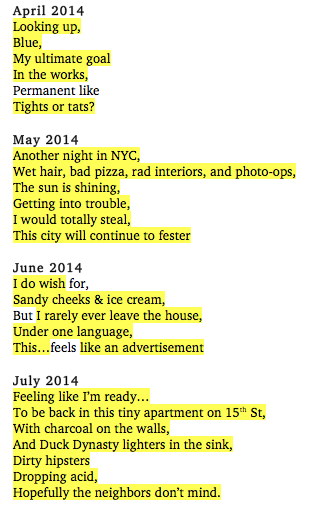 April 2014
Looking up,
Blue,
My ultimate goal
In the works,
Permanent like
Tights or tats?
May 2014
Another night in NYC,
Wet hair, bad pizza, rad interiors, and photo-ops,
The sun is shining,
Getting into trouble,
I would totally steal,
This city will continue to fester
June 2014
I do wish for,
Sandy cheeks & ice cream,
But I rarely ever leave the house,
Under one language,
This…feels like an advertisement
July 2014
Feeling like I’m ready…
To be back in this tiny apartment on 15th St,
With charcoal on the walls,
And Duck Dynasty lighters in the sink,
Dirty hipsters
Dropping acid,
Hopefully the neighbors don’t mind.